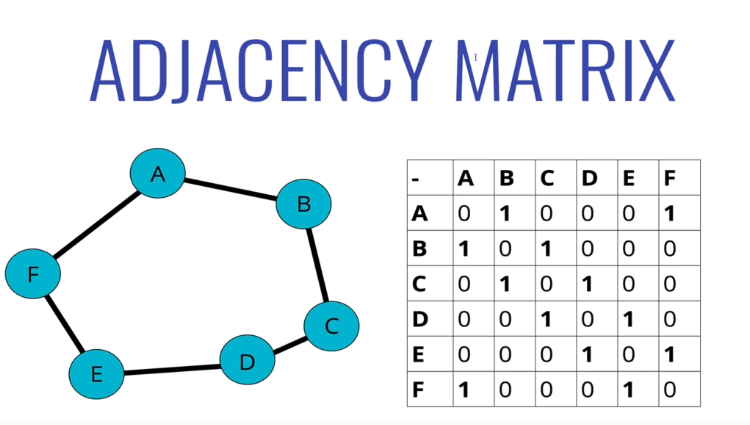 ADJACENCY MATRIX
A
B
F
C
D
E
- A B C D E F
A 0 1 0 0 0 1
B 1 0 1 0 0 0
C 0 1 0 1 0 0
D 0 0 1 0 1 0
E 0 0 0 1 0 1
F 1 0 0 0 1 0